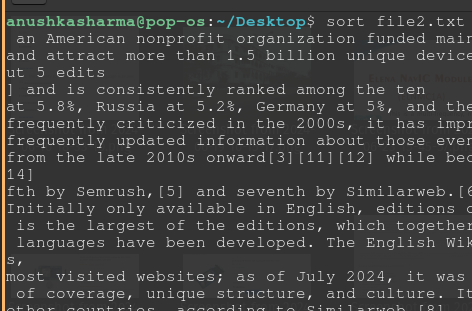 anushkasharma@pop-os:~/Desktop$ sort file2.txt
an American nonprofit organization funded main
and attract more than 1.5 billion unique device
ut 5 edits
] and is consistently ranked among the ten
at 5.8%, Russia at 5.2%, Germany at 5%, and the
frequently criticized in the 2000s, it has impr
frequently updated information about those even
from the late 2010s onward[3][11][12] while bec
14]
fth by Semrush,[5] and seventh by Similarweb.[6
Initially only available in English, editions o
is the largest of the editions, which together
languages have been developed. The English Wik
s,
most visited websites; as of July 2024, it was
of coverage, unique structure, and culture. It
other countries, according to Similarweb.[8]